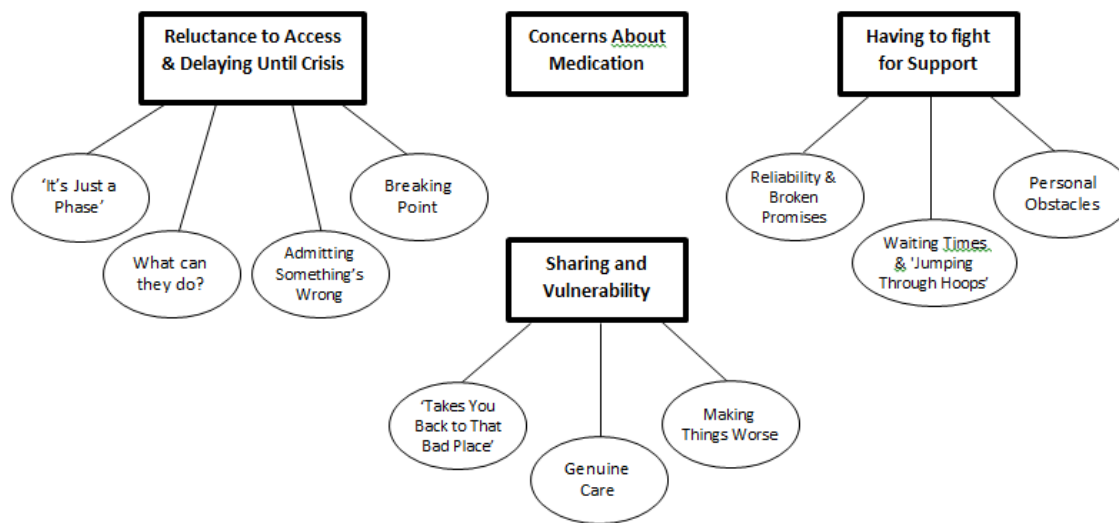 Reluctance to Access
& Delaying Until Crisis
Concerns About
Medication
Having to fight
for Support
‘It’s Just a
Phase’
What can
they do?
Admitting
Something’s
Wrong
Breaking
Point
Reliability &
Broken
Promises
Waiting Times
& 'Jumping
Through Hoops’
Personal
Obstacles
Sharing and
Vulnerability
‘Takes You
Back to That
Bad Place’
Genuine
Care
Making
Things Worse